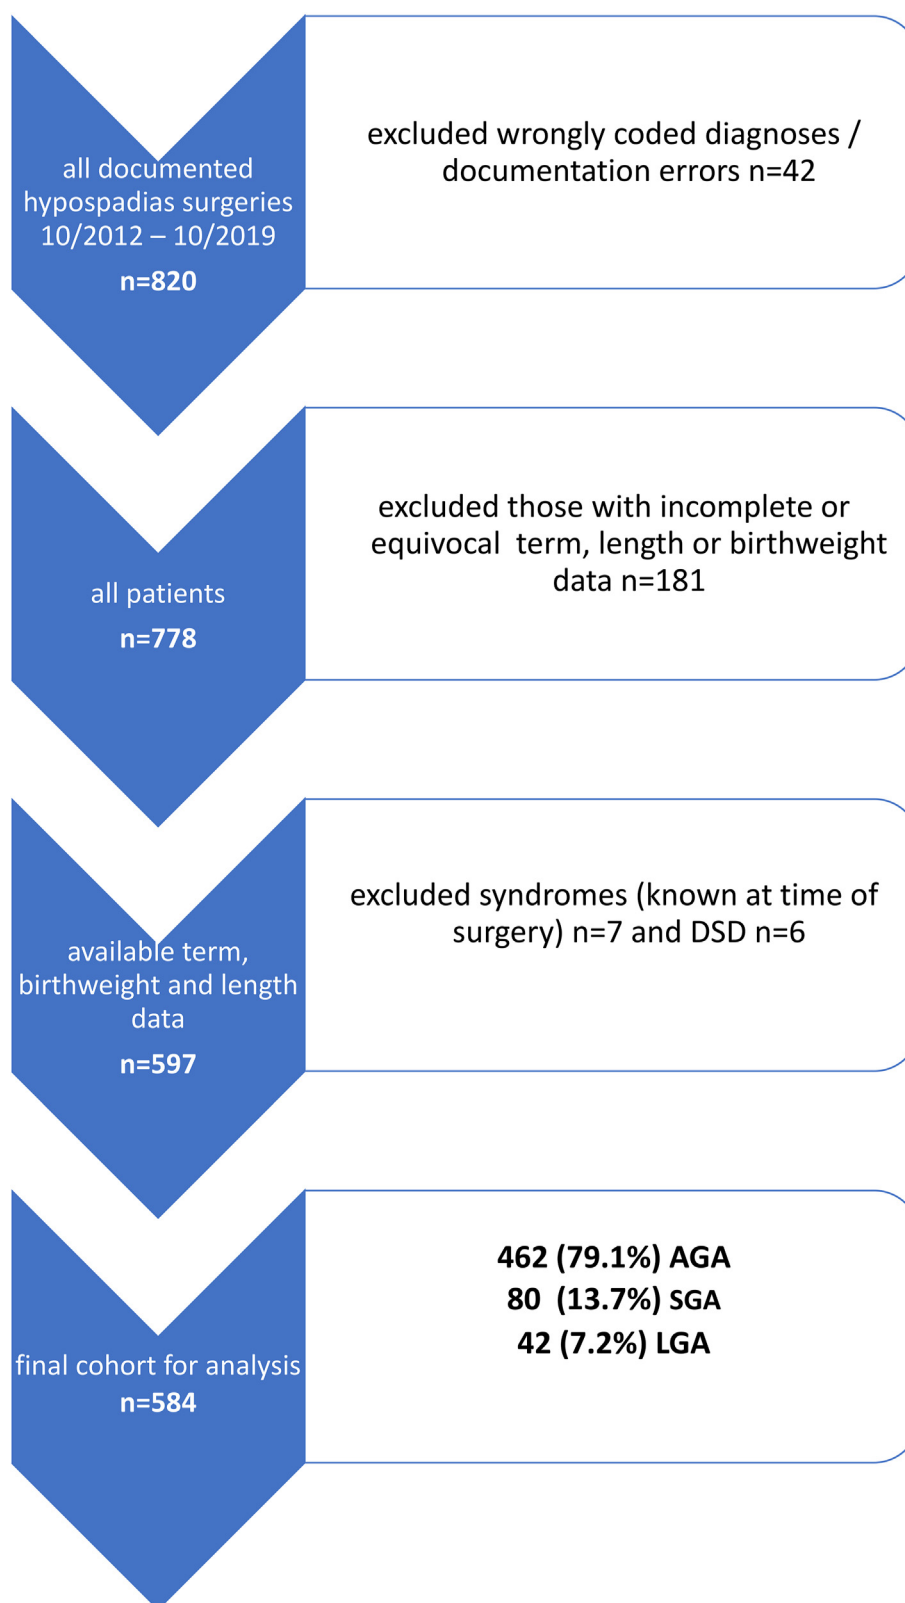 excluded wrongly coded diagnoses /
documentation errors n=42
all documented
hypospadias surgeries
10/2012 – 10/2019
n=820
excluded those with incomplete or
equivocal  term, length or birthweight
data n=181
all patients
n=778
excluded syndromes (known at time of
surgery) n=7 and DSD n=6
available term,
birthweight and length
data
n=597
462 (79.1%) AGA
80  (13.7%) SGA
42 (7.2%) LGA
final cohort for analysis
n=584